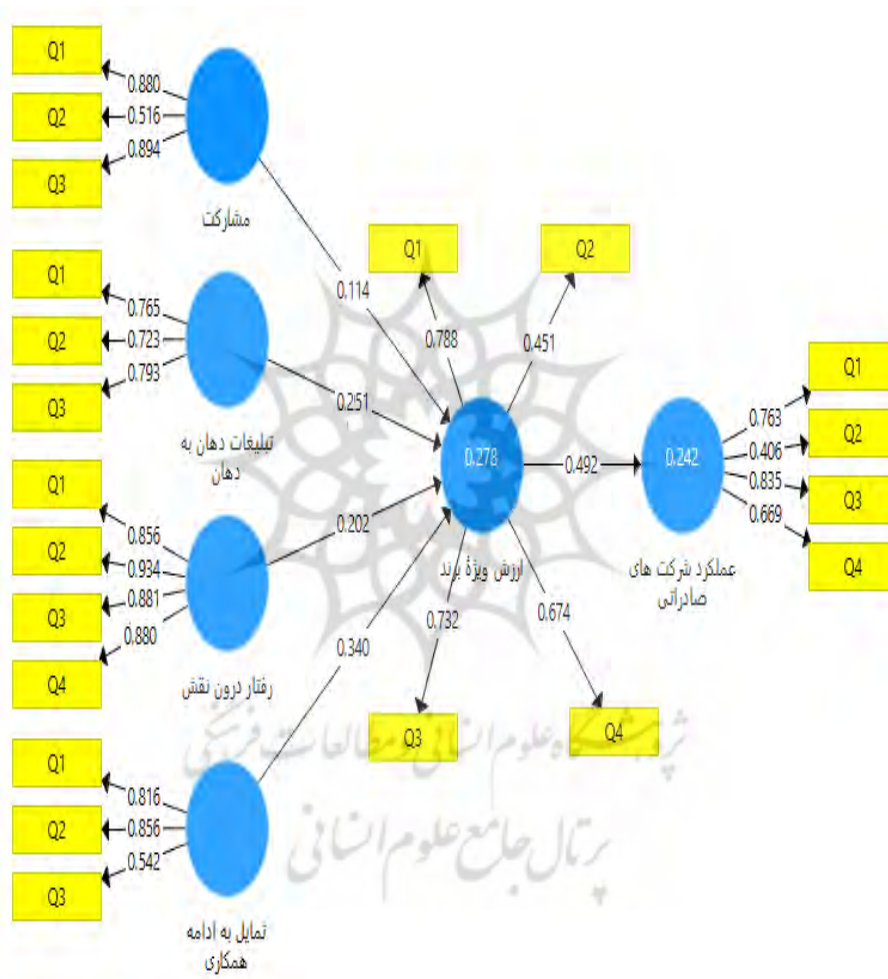 Q1
Q2
Q3
0.880
0.516
0.894
مشارکت
Q1
Q2
Q3
0.765
0.723
0.793
تبلیغات دهان به
دهان
Q1
Q2
Q3
Q4
0.856
0.934
0.881
0.880
رفتار درون نقش
Q1
Q2
Q3
0.816
0.856
0.542
تمایل به ادامه
همکاری
0.114
0.251
0.202
0.340
Q1
Q2
0.788
0.451
0.278
ارزش ویژهٔ برند
0.732
0.674
Q3
Q4
0.492
0.242
عملکرد شرکت های
صادراتی
0.763
0.406
0.835
0.669
Q1
Q2
Q3
Q4
پژوهشگاه علوم انسانی و مطالعات فرهنگی
پرتال جامع علوم انسانی